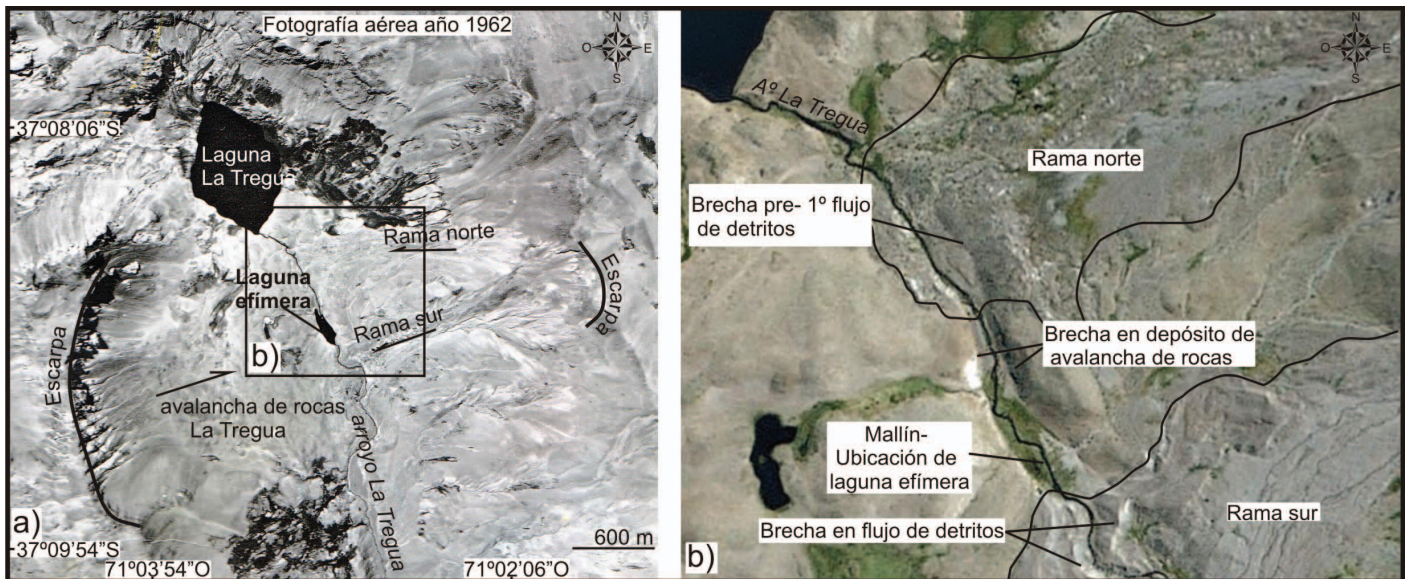 Fotografía aérea año 1962
N
O E
S
37º08'06"S
Laguna
La Tregua
Rama norte
Laguna
efímera
Escarpa
Rama sur
b)
Escarpa
avalancha de rocas
La Tregua
arroyo La Tregua
a)
600 m
37º09'54"S
71º03'54"O
71º02'06"O
N
O E
S
Aº La Tregua
Rama norte
Brecha pre- 1º flujo
de detritos
Brecha en depósito de
avalancha de rocas
Mallín-
Ubicación de
laguna efímera
Rama sur
Brecha en flujo de detritos
b)